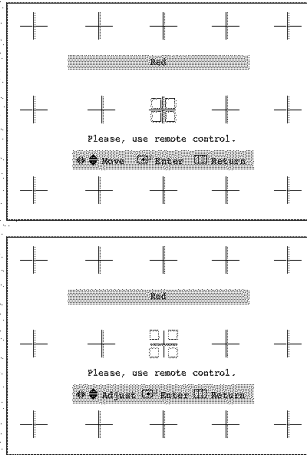 Red
Please, use remote control.
Move Enter Return
Red
Please, use remote control.
Adjust Enter Return